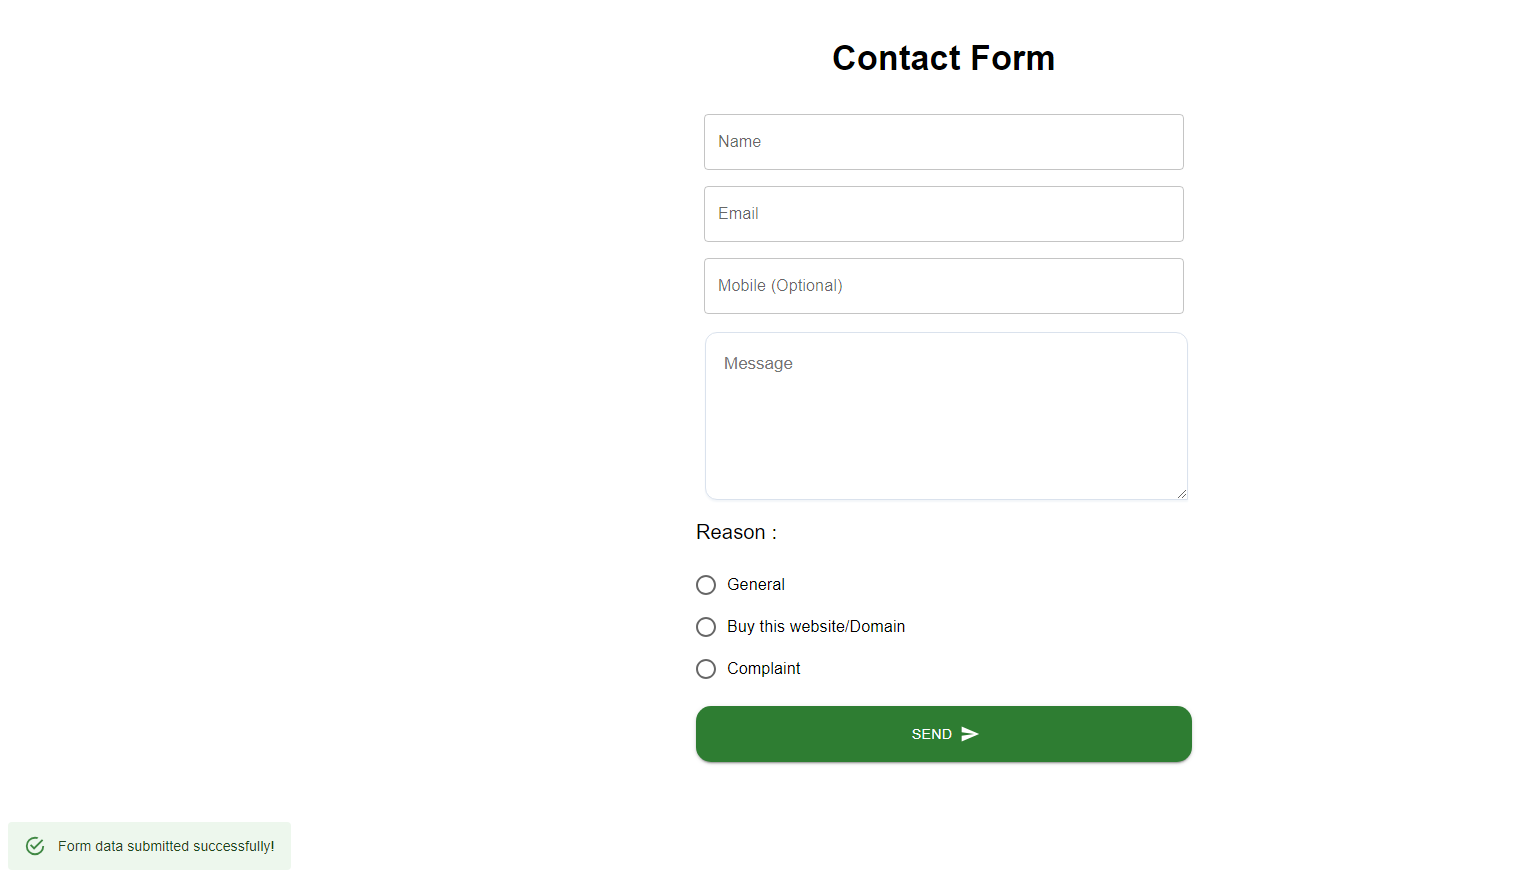 Contact Form
Name
Email
Mobile (Optional)
Message
Reason :
General
Buy this website/Domain
Complaint
SEND
Form data submitted successfully!